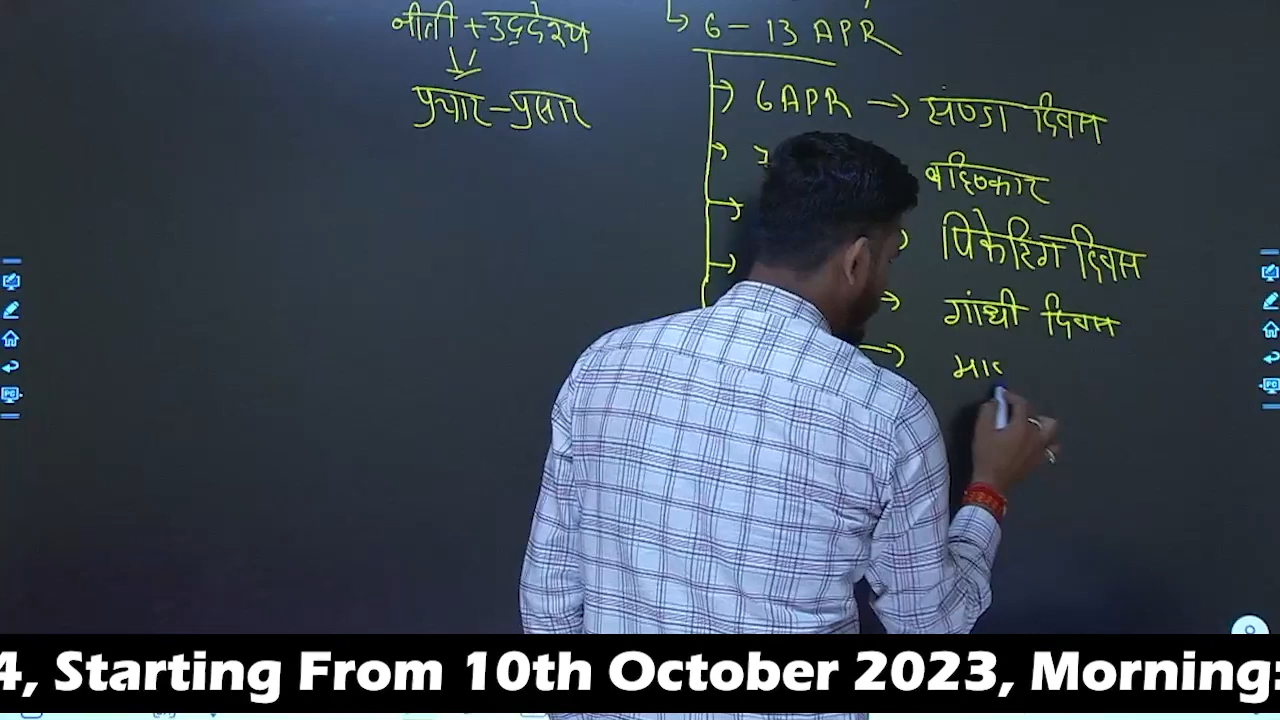 नीती + उद्देश्य
प्रचार - प्रसार
6 - 13 APR
6 APR → झण्डा दिवस
बहिष्कार
पिकेटिंग दिवस
गांधी दिवस
4, Starting From 10th October 2023, Morning: